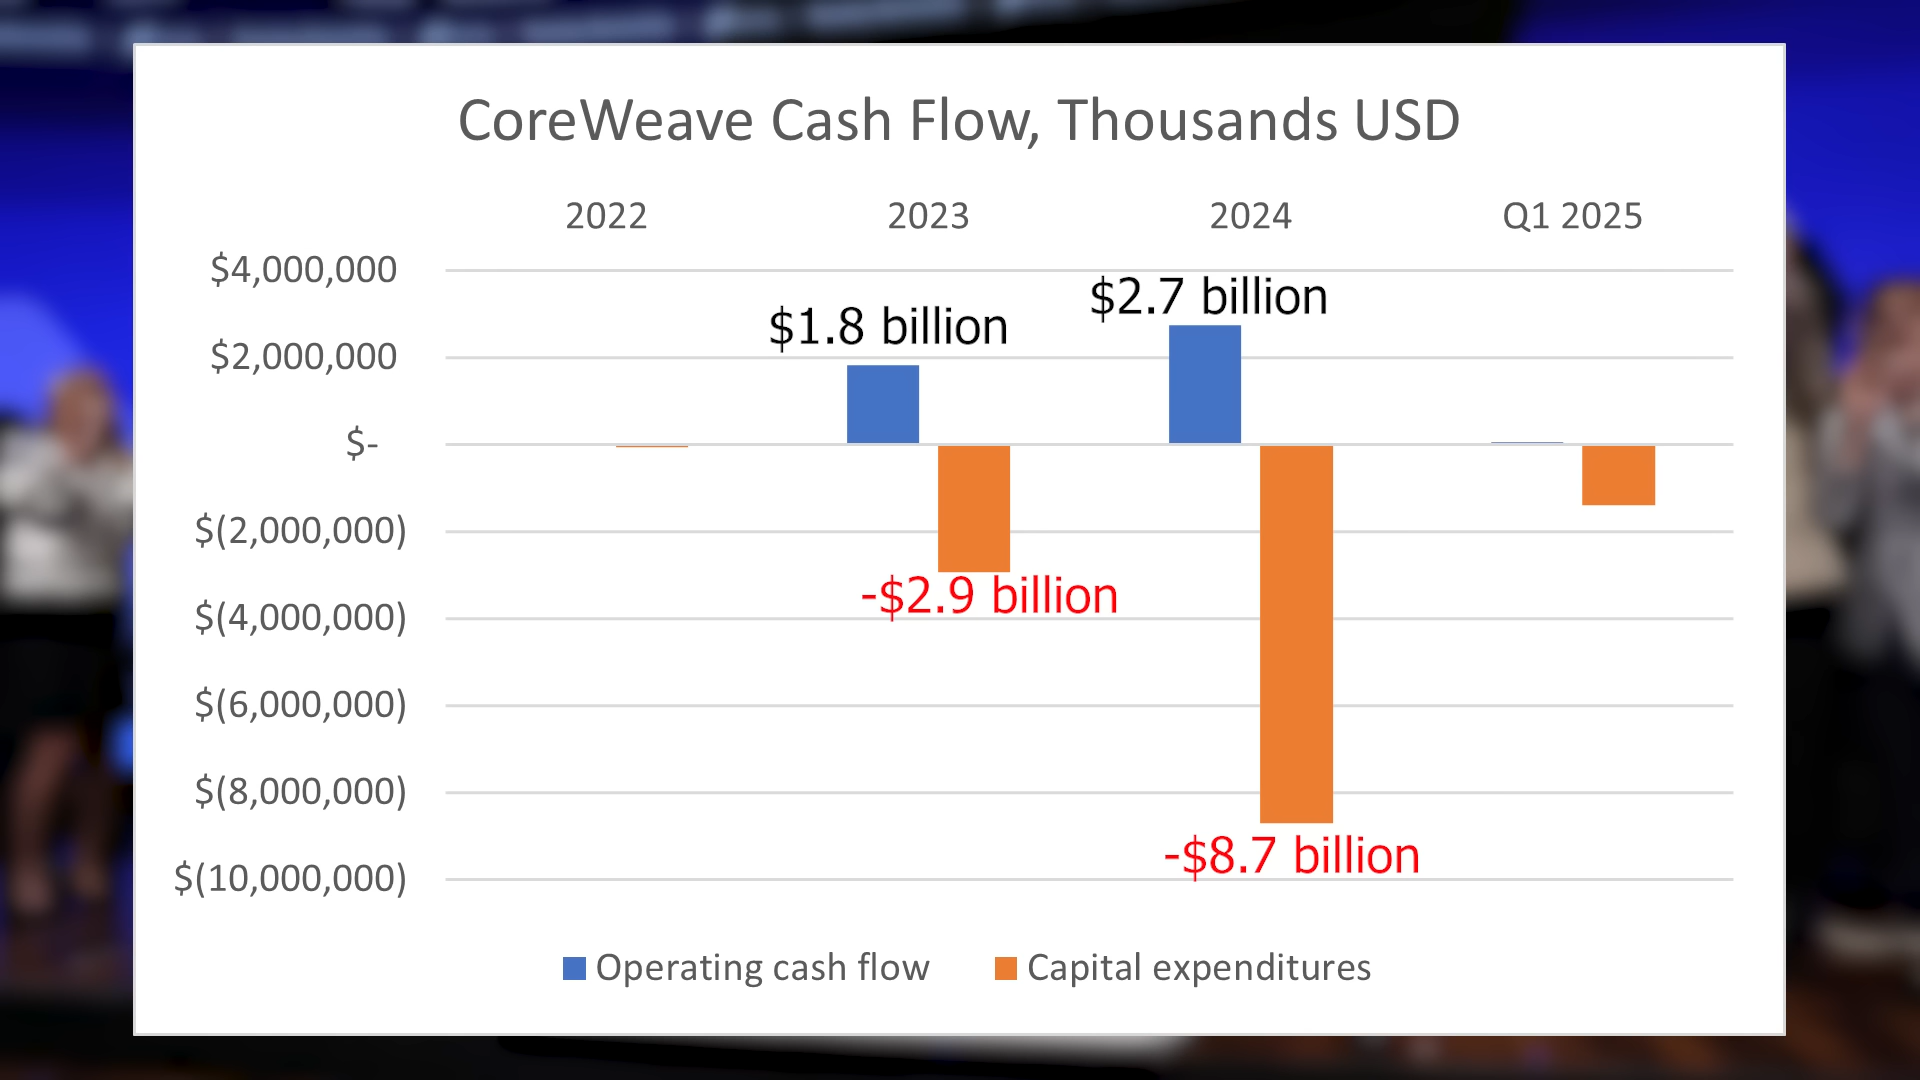 CoreWeave Cash Flow, Thousands USD
2022 2023 2024 Q1 2025
$4,000,000
$2.7 billion
$1.8 billion
$2,000,000
$-
$(2,000,000)
-$2.9 billion
$(4,000,000)
$(6,000,000)
$(8,000,000)
-$8.7 billion
$(10,000,000)
Operating cash flow Capital expenditures